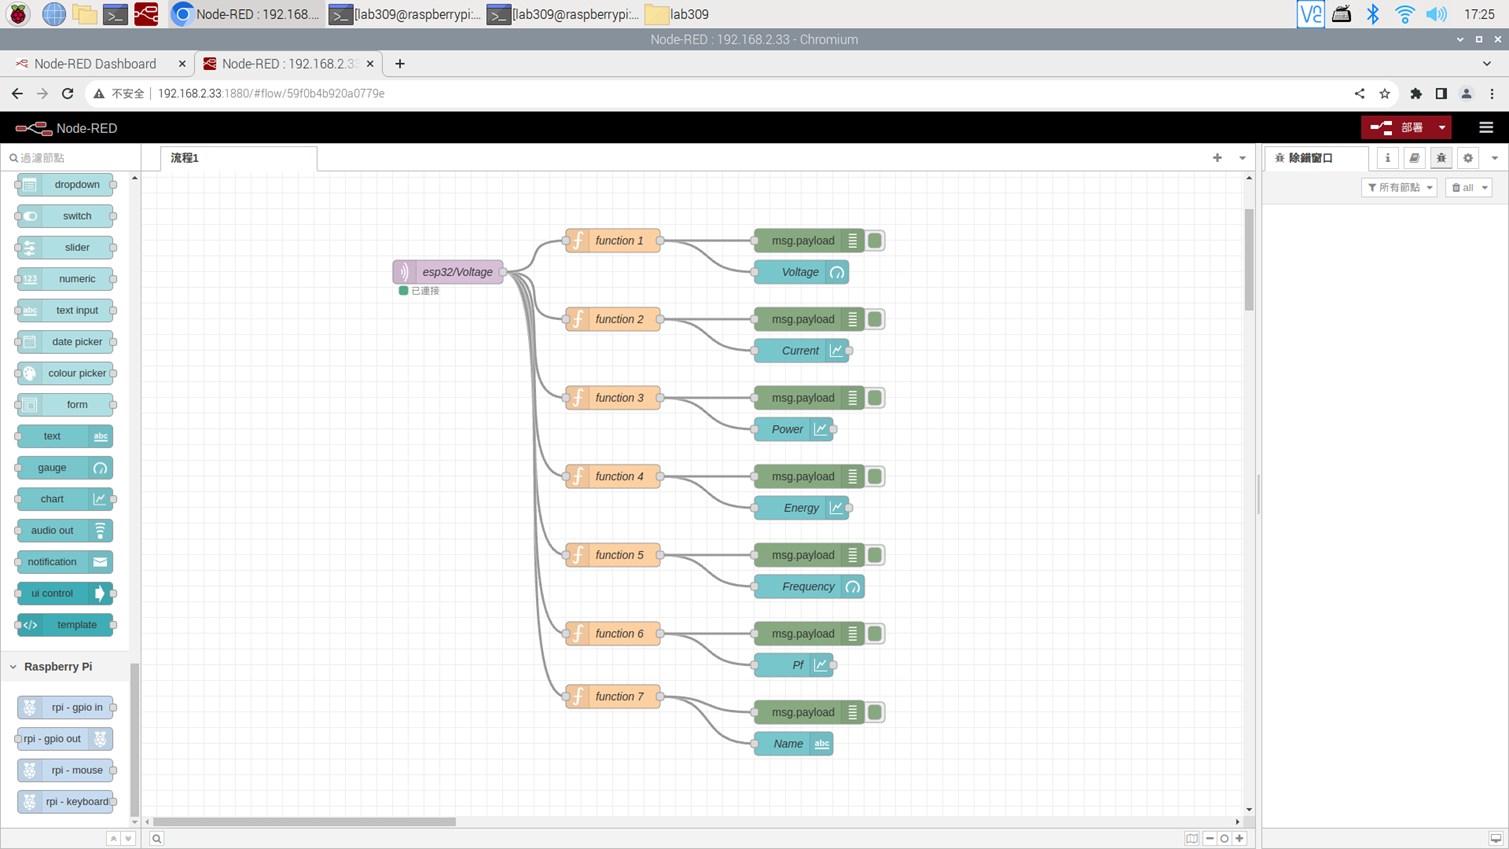 Node-RED : 192.168....
[lab309@raspberrypi:...
[lab309@raspberrypi:...
lab309
17:25
Node-RED : 192.168.2.33 - Chromium
Node-RED Dashboard
Node-RED : 192.168.2.33
不安全
192.168.2.33:1880/#flow/59f0b4b920a0779e
Node-RED
部署
過濾節點
流程1
除錯窗口
所有節點
all
dropdown
switch
slider
numeric
123
text input
abc
date picker
colour picker
form
text
abc
gauge
chart
audio out
notification
ui control
template
</>
Raspberry Pi
rpi - gpio in
rpi - gpio out
rpi - mouse
rpi - keyboard
esp32/Voltage
已連接
function 1
msg.payload
Voltage
function 2
msg.payload
Current
function 3
msg.payload
Power
function 4
msg.payload
Energy
function 5
msg.payload
Frequency
function 6
msg.payload
Pf
function 7
msg.payload
Name
abc